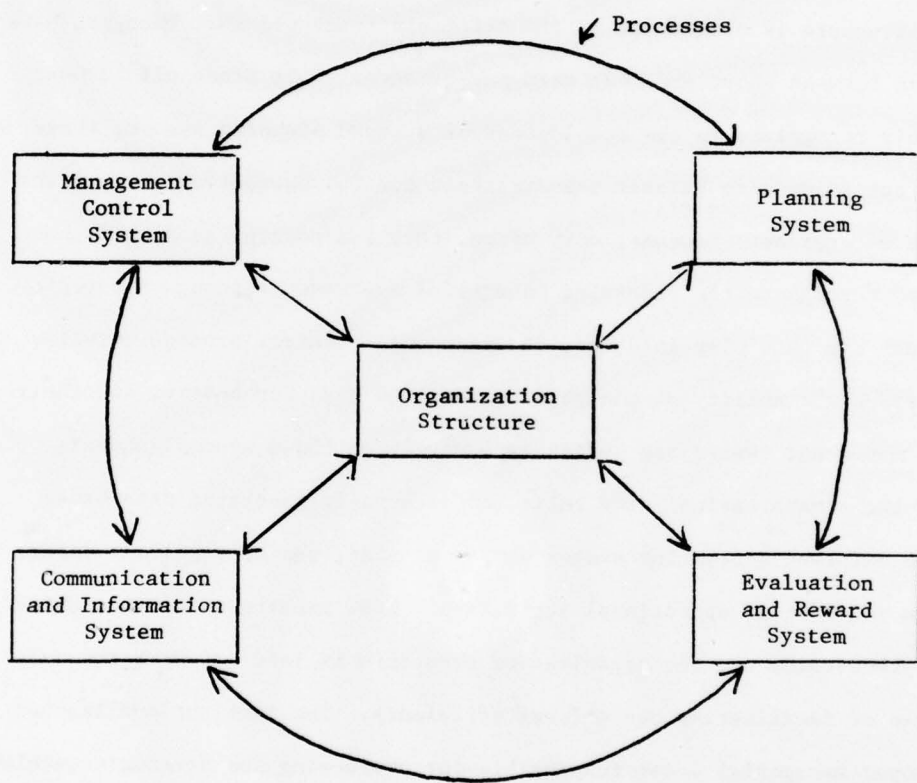 Processes
Management
Control
System
Planning
System
Organization
Structure
Communication
and Information
System
Evaluation
and Reward
System